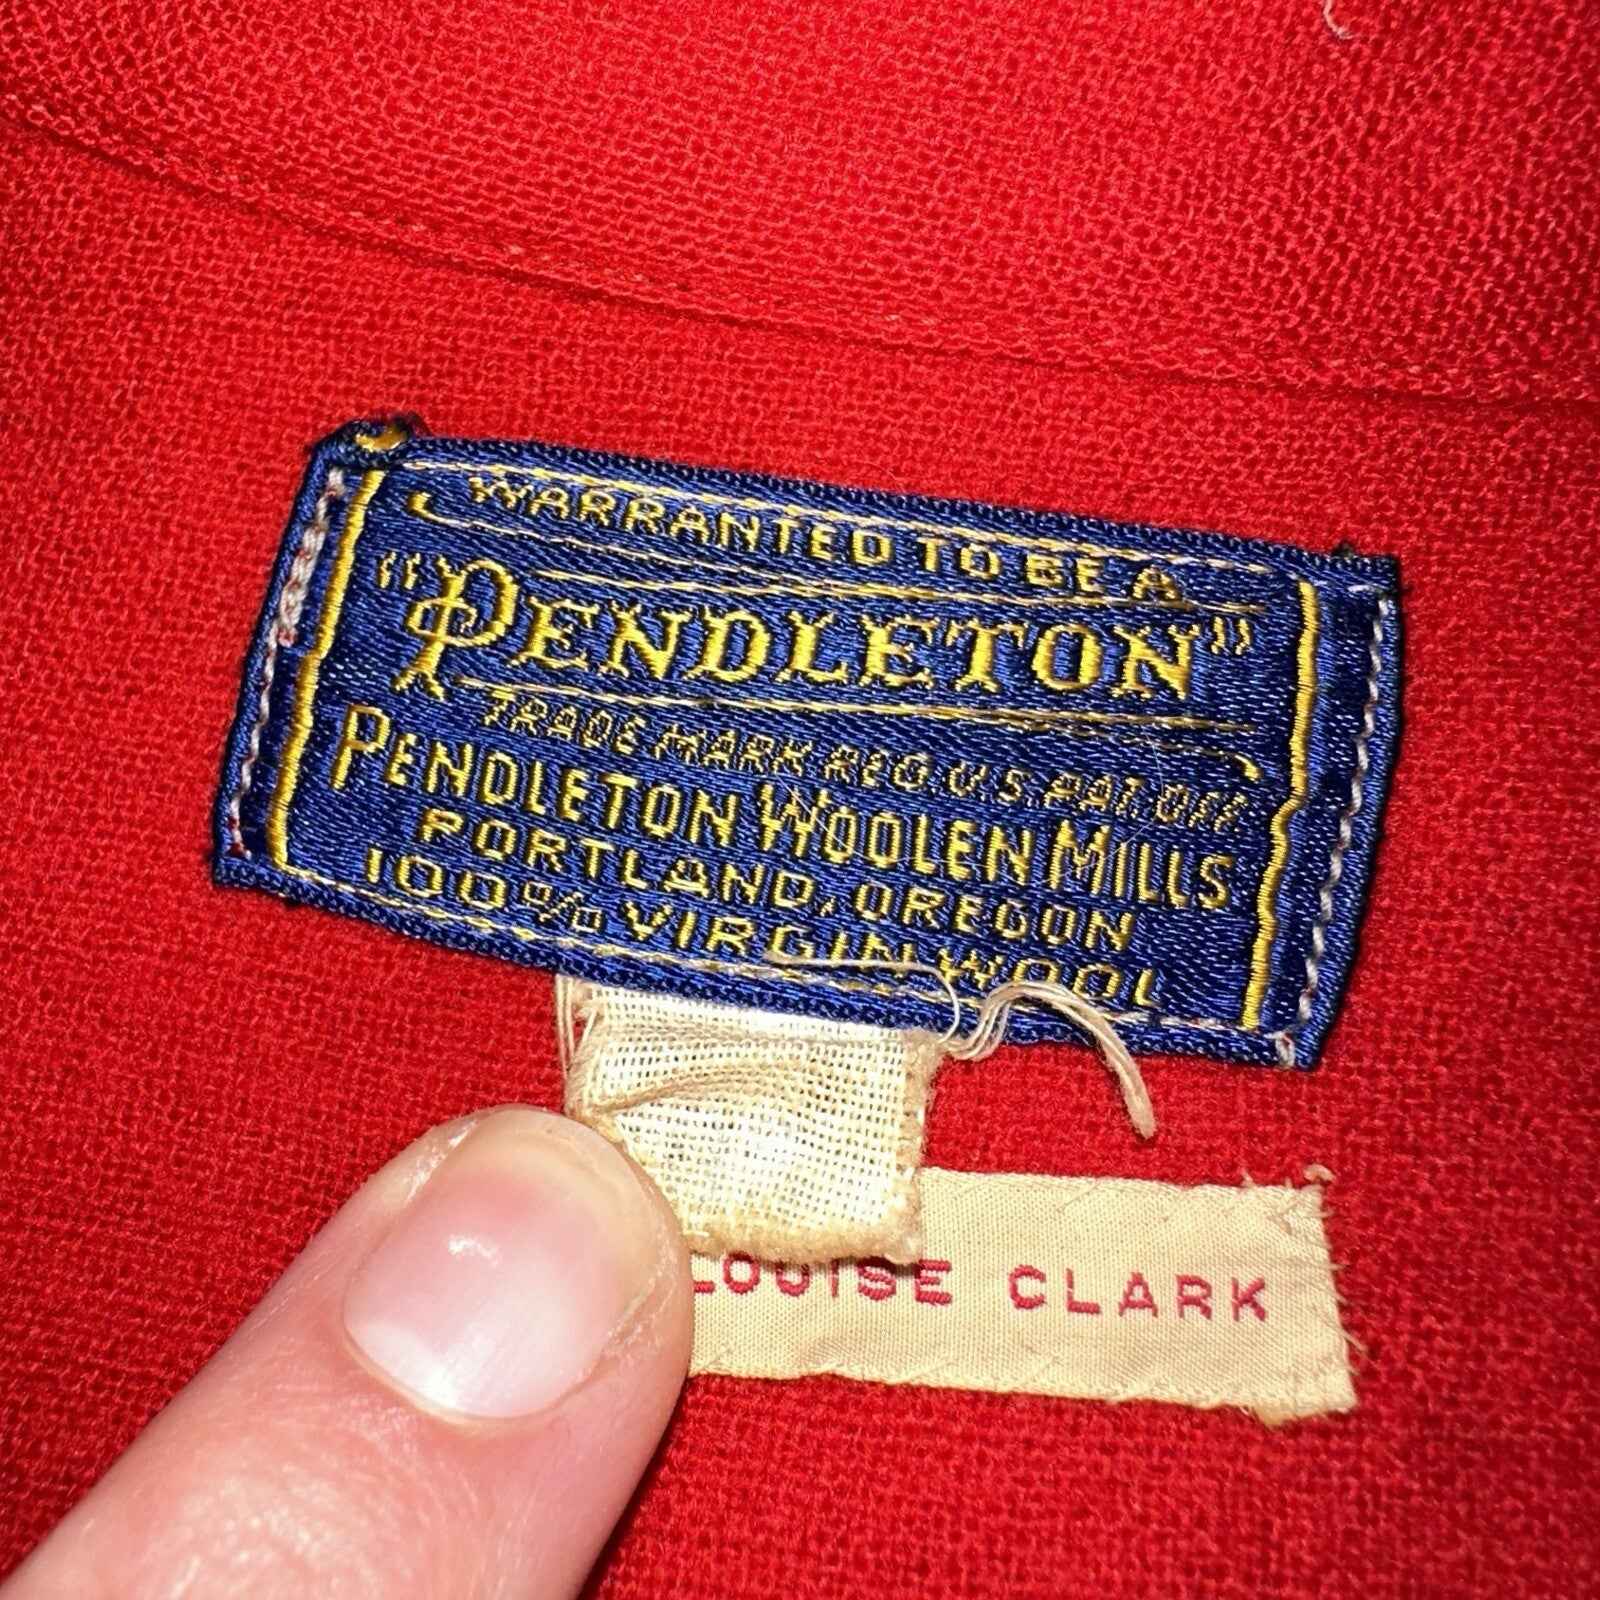 WARRANTED TO BE A
"PENDLETON"
TRADE MARK REG. U.S. PAT. OFF.
PENDLETON WOOLEN MILLS
PORTLAND, OREGON
100% VIRGIN WOOL
LOUISE CLARK